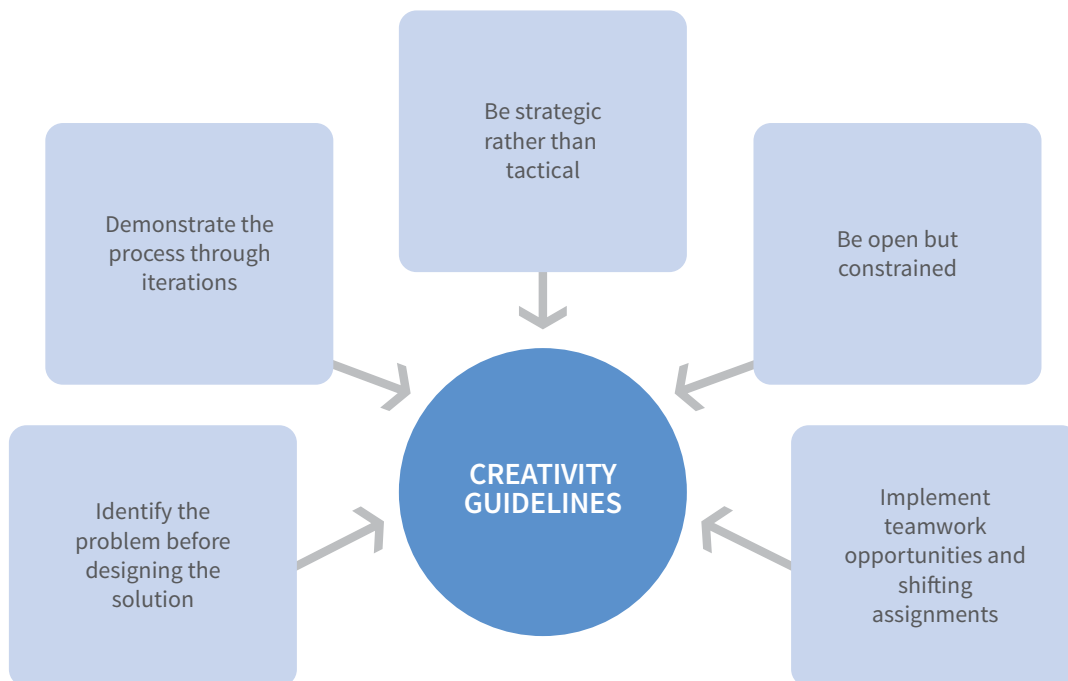 Be strategic
rather than
tactical
Demonstrate the
process through
iterations
Be open but
constrained
Identify the
problem before
designing the
solution
CREATIVITY
GUIDELINES
Implement
teamwork
opportunities and
shifting
assignments